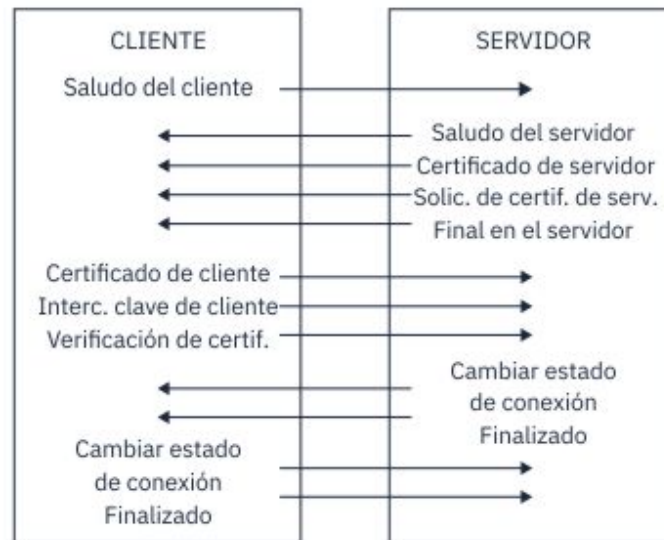 CLIENTE
SERVIDOR
Saludo del cliente
Saludo del servidor
Certificado de servidor
Solic. de certif. de serv.
Final en el servidor
Certificado de cliente
Interc. clave de cliente
Verificación de certif.
Cambiar estado
de conexión
Finalizado
Cambiar estado
de conexión
Finalizado